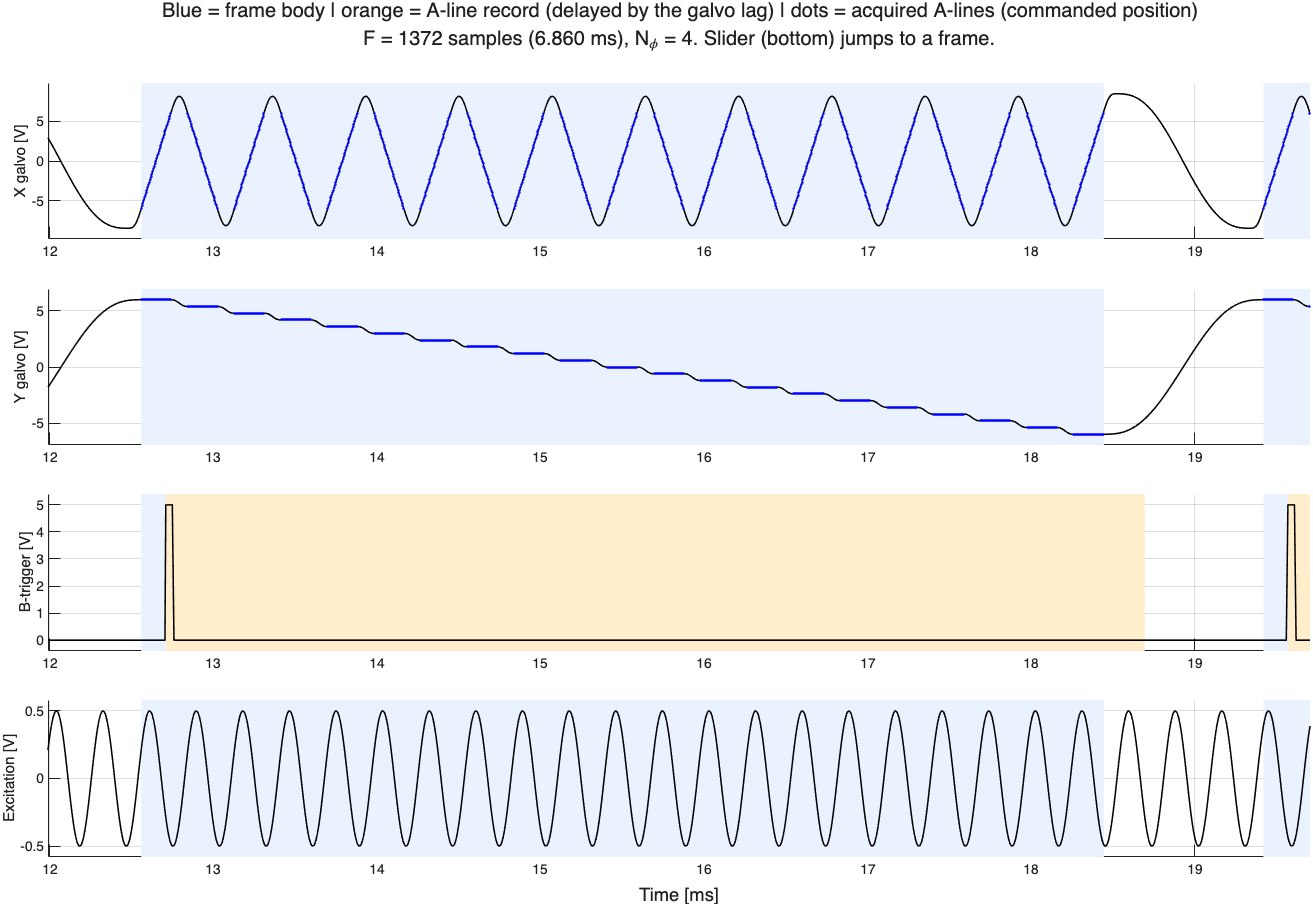 Blue = frame body | orange = A-line record (delayed by the galvo lag) | dots = acquired A-lines (commanded position)
F = 1372 samples (6.860 ms), Nϕ = 4. Slider (bottom) jumps to a frame.
X galvo [V]
5
0
-5
12 13 14 15 16 17 18 19
Y galvo [V]
5
0
-5
12 13 14 15 16 17 18 19
B-trigger [V]
5
4
3
2
1
0
12 13 14 15 16 17 18 19
Excitation [V]
0.5
0
-0.5
12 13 14 15 16 17 18 19
Time [ms]